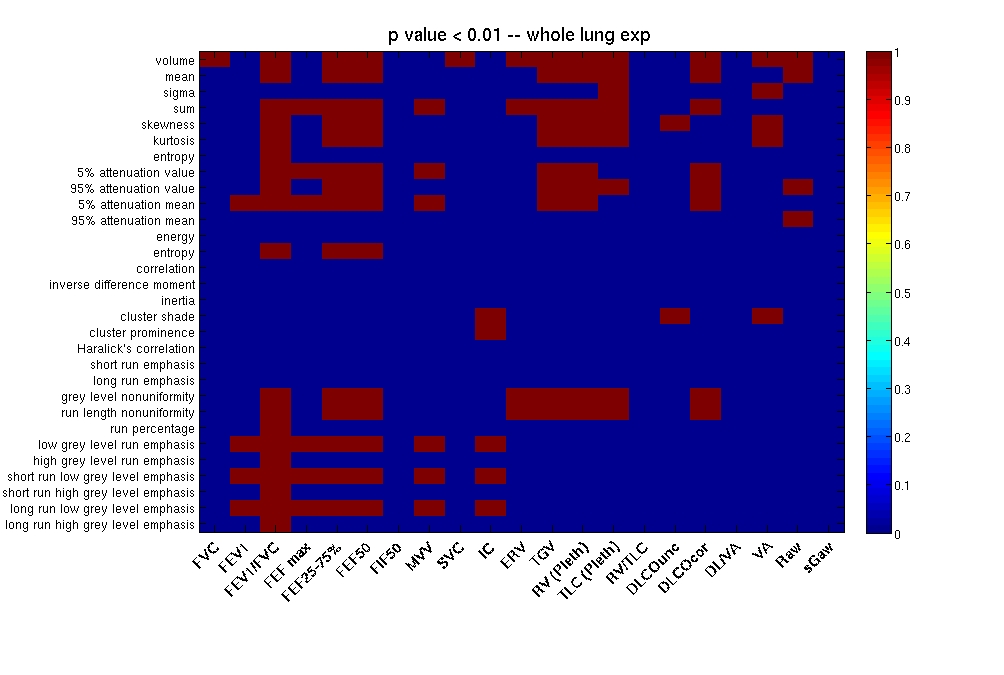 p value < 0.01 -- whole lung exp
volume
mean
sigma
sum
skewness
kurtosis
entropy
5% attenuation value
95% attenuation value
5% attenuation mean
95% attenuation mean
energy
entropy
correlation
inverse difference moment
inertia
cluster shade
cluster prominence
Haralick's correlation
short run emphasis
long run emphasis
grey level nonuniformity
run length nonuniformity
run percentage
low grey level run emphasis
high grey level run emphasis
short run low grey level emphasis
short run high grey level emphasis
long run low grey level emphasis
long run high grey level emphasis
FVC
FEV1
FEV1/FVC
FEF max
FEF25-75%
FEF50
FIF50
MVV
SVC
IC
ERV
TGV
RV (Pleth)
TLC (Pleth)
RV/TLC
DLCOunc
DLCOcor
DL/VA
VA
Raw
sGaw
1
0.9
0.8
0.7
0.6
0.5
0.4
0.3
0.2
0.1
0